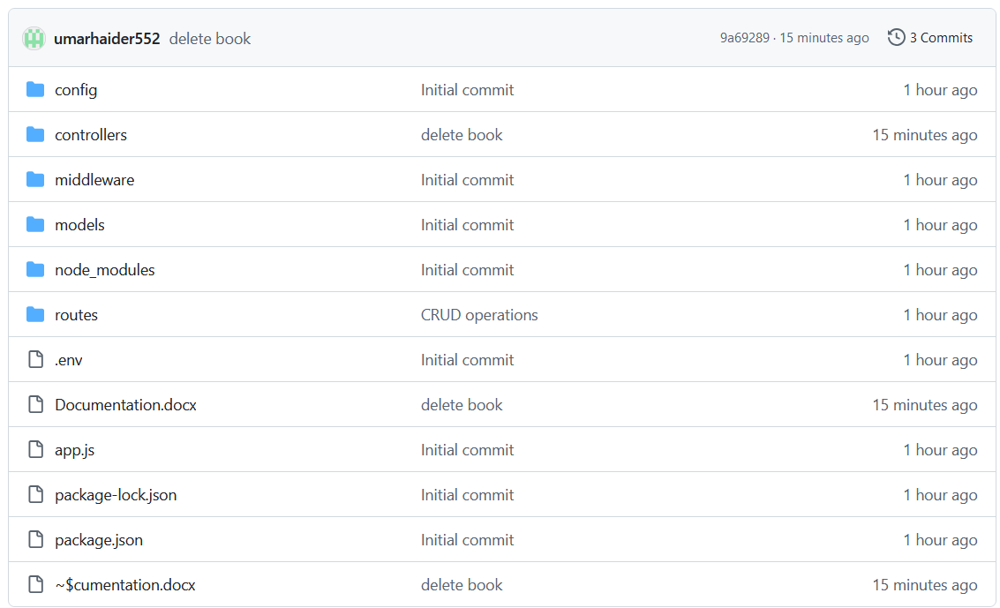 umarhaider552 delete book 9a69289 · 15 minutes ago 3 Commits
config Initial commit 1 hour ago
controllers delete book 15 minutes ago
middleware Initial commit 1 hour ago
models Initial commit 1 hour ago
node_modules Initial commit 1 hour ago
routes CRUD operations 1 hour ago
.env Initial commit 1 hour ago
Documentation.docx delete book 15 minutes ago
app.js Initial commit 1 hour ago
package-lock.json Initial commit 1 hour ago
package.json Initial commit 1 hour ago
~$cumentation.docx delete book 15 minutes ago